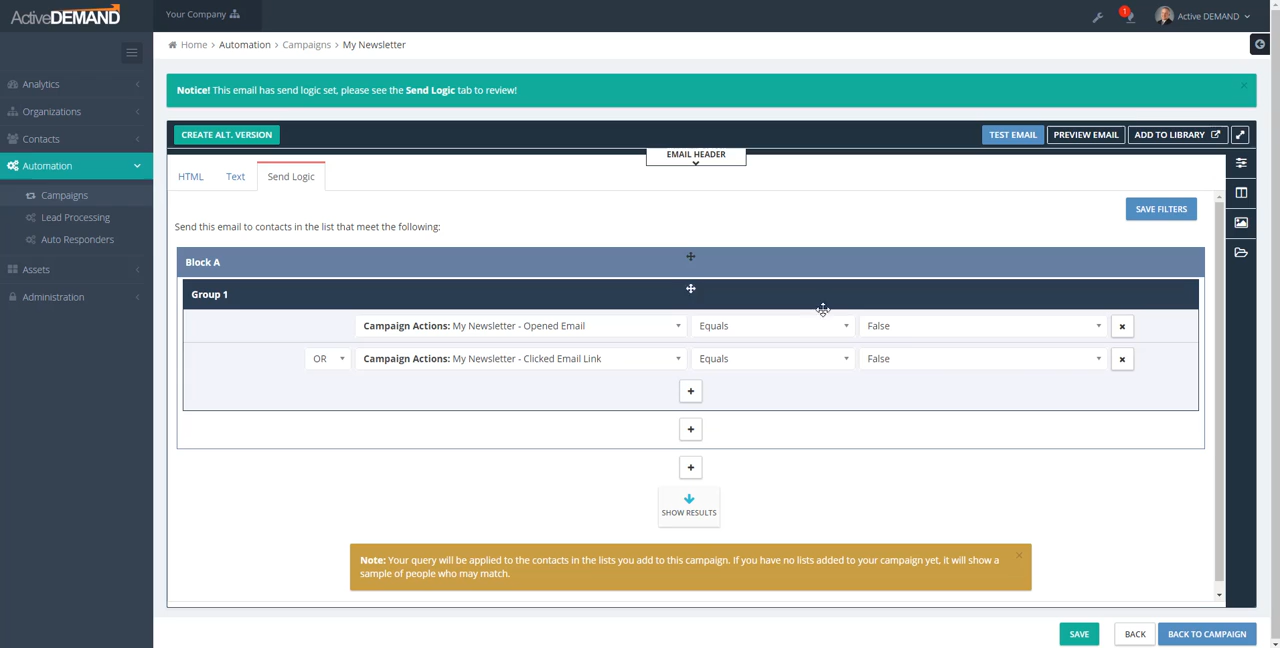 ActiveDEMAND
Your Company
1
Active DEMAND
Home > Automation > Campaigns > My Newsletter
Analytics
Organizations
Contacts
Automation
Campaigns
Lead Processing
Auto Responders
Assets
Administration
Notice! This email has send logic set, please see the Send Logic tab to review!
CREATE ALT. VERSION
TEST EMAIL
PREVIEW EMAIL
ADD TO LIBRARY
EMAIL HEADER
HTML
Text
Send Logic
SAVE FILTERS
Send this email to contacts in the list that meet the following:
Block A
Group 1
Campaign Actions: My Newsletter - Opened Email Equals False
OR Campaign Actions: My Newsletter - Clicked Email Link Equals False
SHOW RESULTS
Note: Your query will be applied to the contacts in the lists you add to this campaign. If you have no lists added to your campaign yet, it will show a
sample of people who may match.
SAVE
BACK
BACK TO CAMPAIGN